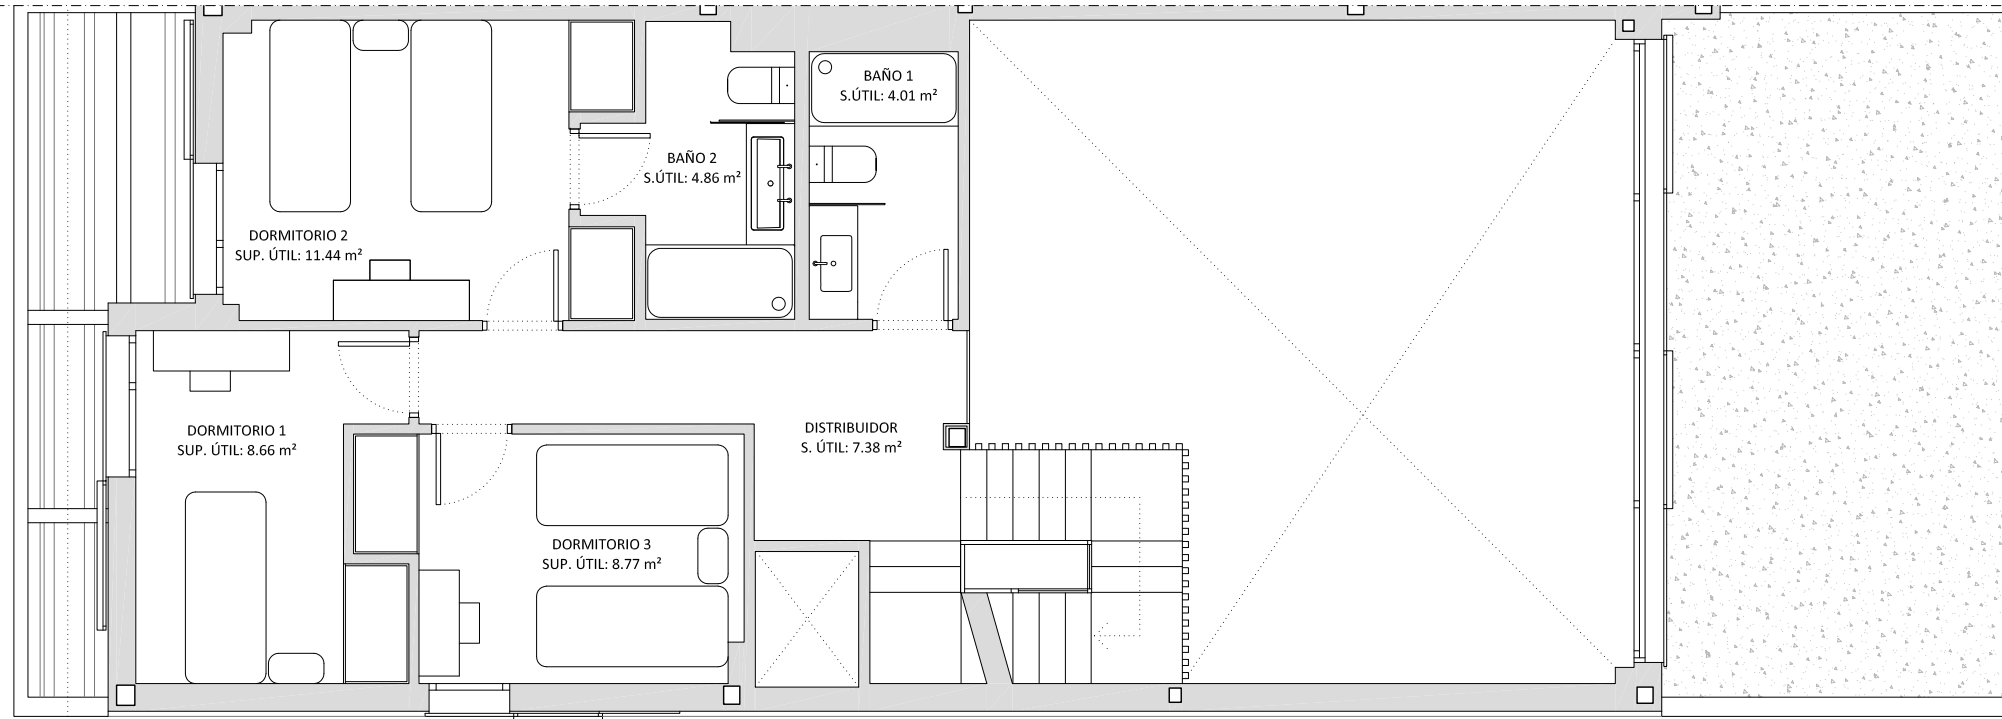 BAÑO 1
S.ÚTIL: 4.01 m²
BAÑO 2
S.ÚTIL: 4.86 m²
DORMITORIO 2
SUP. ÚTIL: 11.44 m²
DORMITORIO 1
SUP. ÚTIL: 8.66 m²
DISTRIBUIDOR
S. ÚTIL: 7.38 m²
DORMITORIO 3
SUP. ÚTIL: 8.77 m²